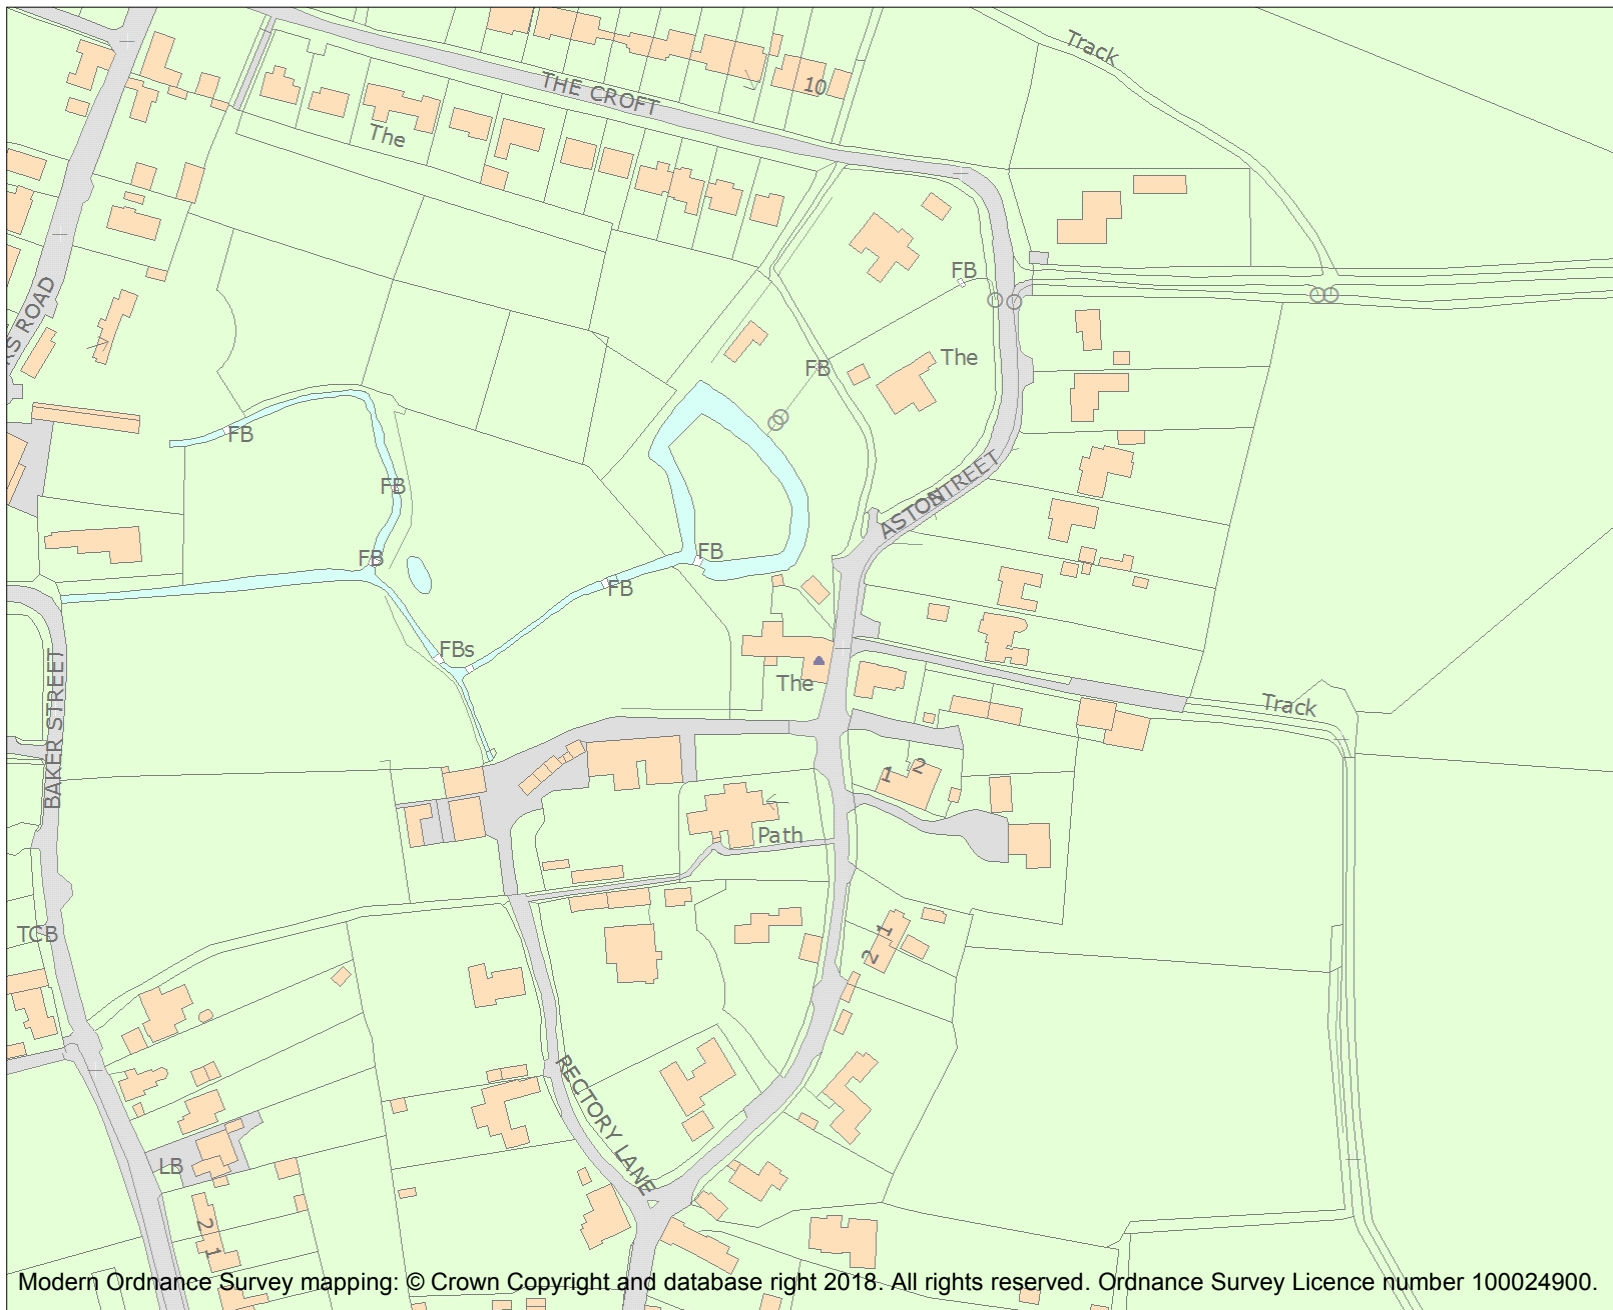 Track
THE CROFT
10
The
KS ROAD
FB
FB
The
FB
FB
ASTON STREET
FB
FB
FB
FBs
BAKER STREET
The
Track
1 2
Path
TCB
1
2
RECTORY LANE
LB
2
1
Modern Ordnance Survey mapping: © Crown Copyright and database right 2018. All rights reserved. Ordnance Survey Licence number 100024900.